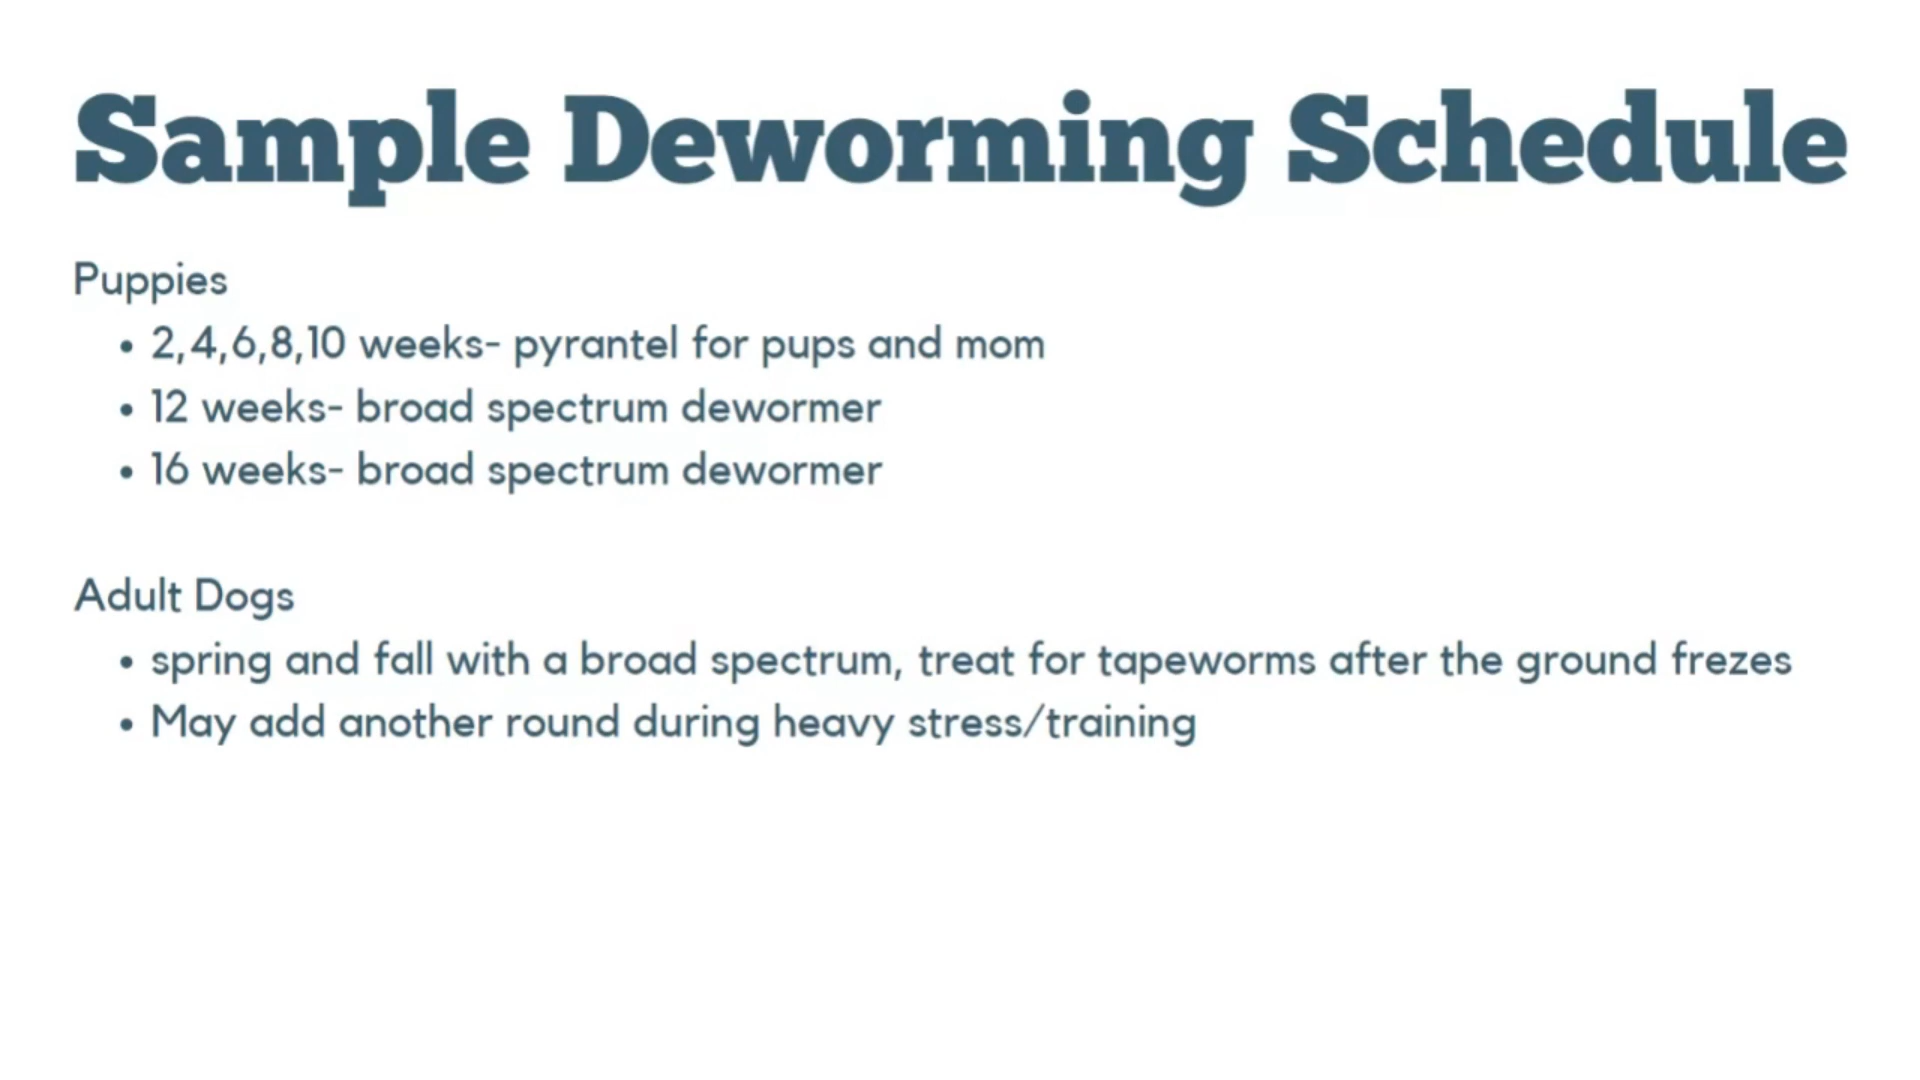 Sample Deworming Schedule
Puppies
• 2,4,6,8,10 weeks- pyrantel for pups and mom
• 12 weeks- broad spectrum dewormer
• 16 weeks- broad spectrum dewormer
Adult Dogs
• spring and fall with a broad spectrum, treat for tapeworms after the ground frezes
• May add another round during heavy stress/training